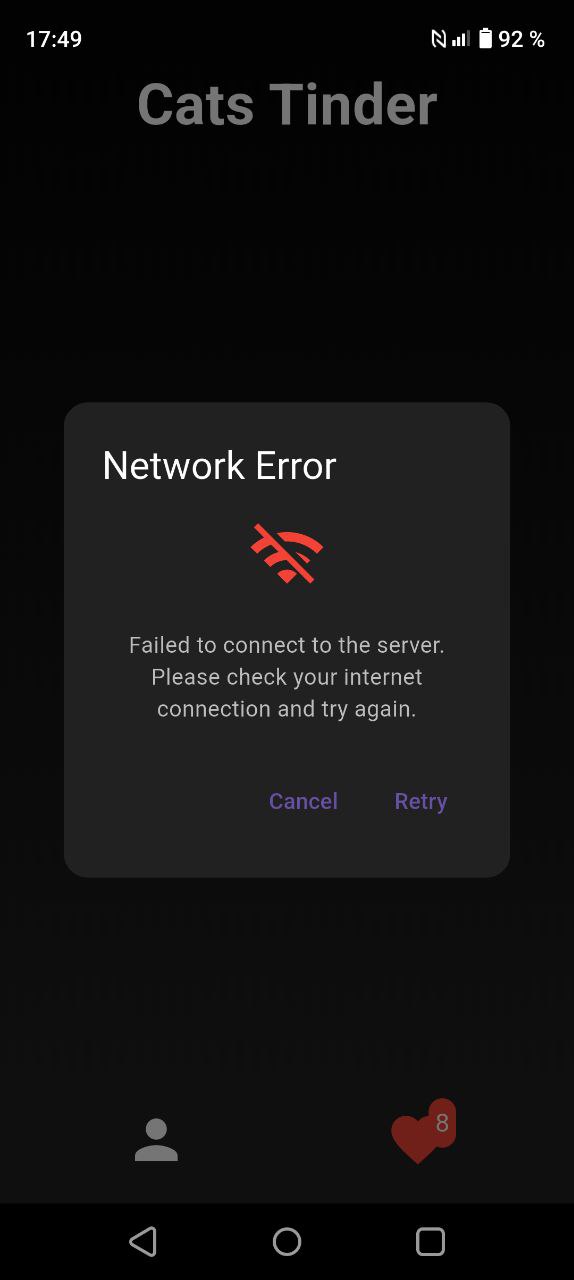 17:49
92 %
Cats Tinder
Network Error
Failed to connect to the server.
Please check your internet
connection and try again.
Cancel Retry
8